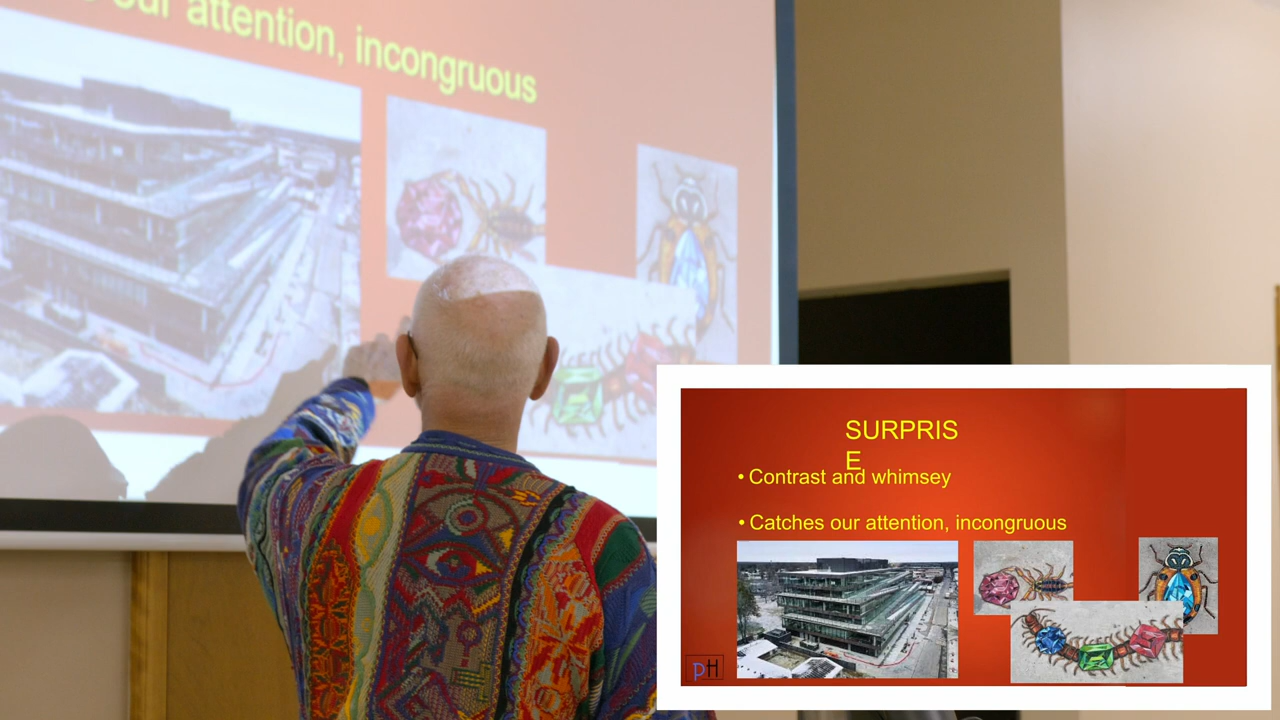 our attention, incongruous
SURPRIS
E
• Contrast and whimsey
• Catches our attention, incongruous
pH